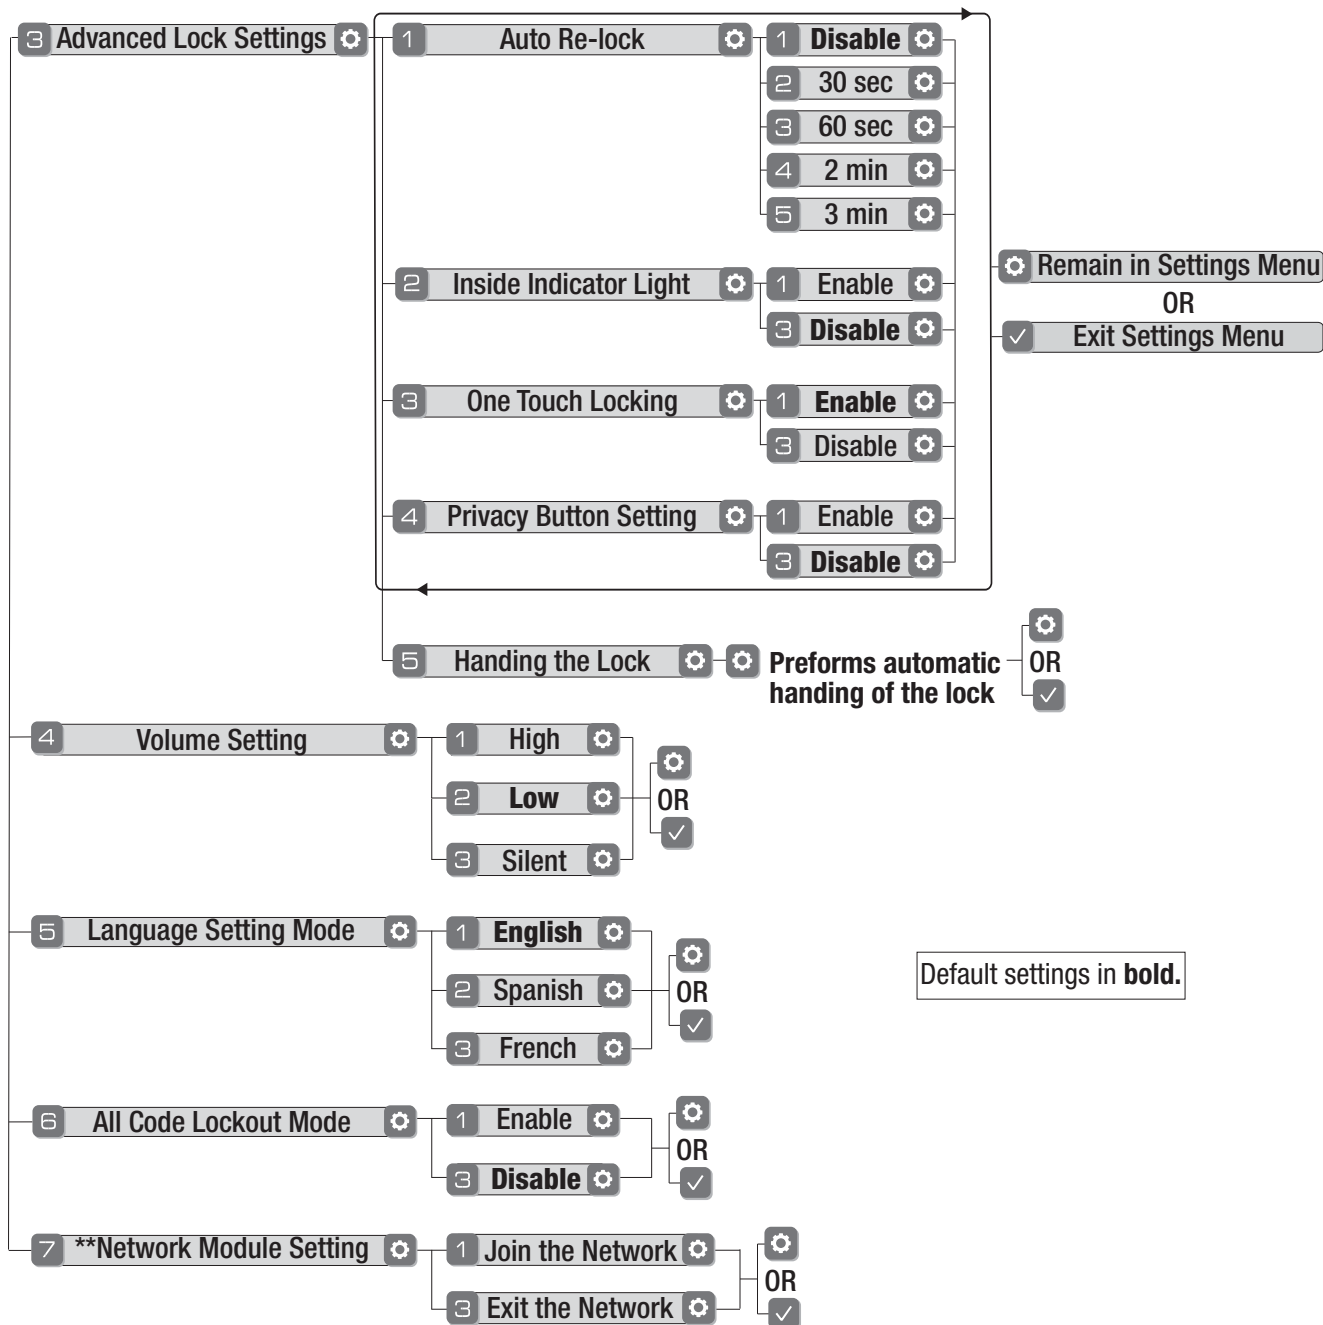 3 Advanced Lock Settings
1 Auto Re-lock
1 Disable
2 30 sec
3 60 sec
4 2 min
5 3 min
2 Inside Indicator Light
1 Enable
3 Disable
3 One Touch Locking
1 Enable
3 Disable
4 Privacy Button Setting
1 Enable
3 Disable
Remain in Settings Menu
OR
Exit Settings Menu
5 Handing the Lock
Preforms automatic
handing of the lock
OR
4 Volume Setting
1 High
2 Low
3 Silent
OR
5 Language Setting Mode
1 English
2 Spanish
3 French
OR
Default settings in bold.
6 All Code Lockout Mode
1 Enable
3 Disable
OR
7 **Network Module Setting
1 Join the Network
3 Exit the Network
OR